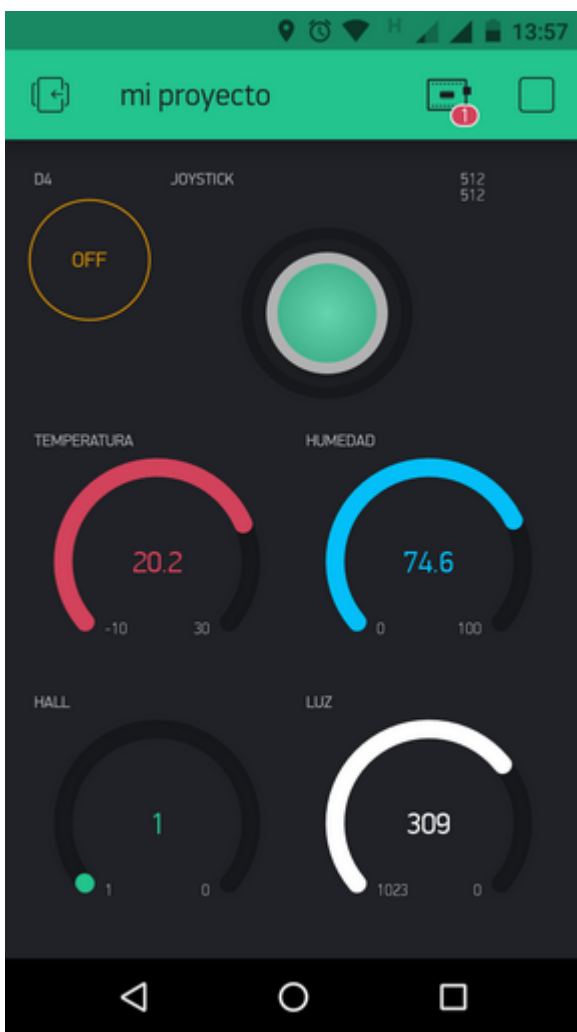 H 13:57
mi proyecto
1
D4 JOYSTICK 512
512
OFF
TEMPERATURA HUMEDAD
20.2 74.6
-10 30 0 100
HALL LUZ
1 309
1 0 1023 0